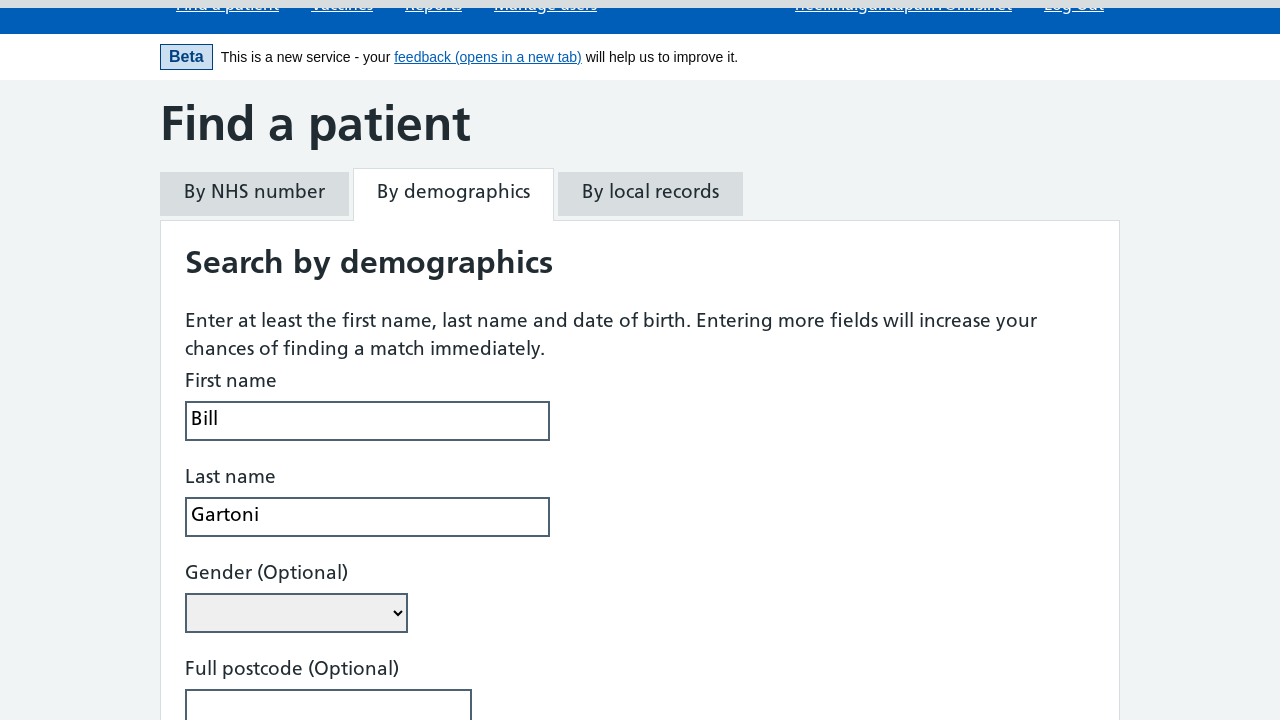 Find a patient Vaccines Reports Manage users Log Out
Beta This is a new service - your feedback (opens in a new tab) will help us to improve it.
Find a patient
By NHS number By demographics By local records
Search by demographics
Enter at least the first name, last name and date of birth. Entering more fields will increase your
chances of finding a match immediately.
First name
Bill
Last name
Gartoni
Gender (Optional)
Full postcode (Optional)